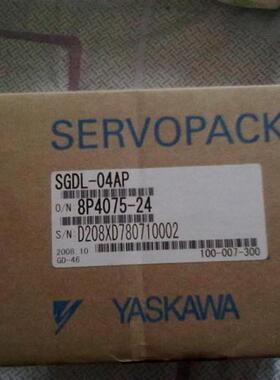 SERVOPACK
SGDL-04AP
O/N 8P4075-24
S/N D208XD780710002
2008.10
GD-46 100-007-300
YASKAWA